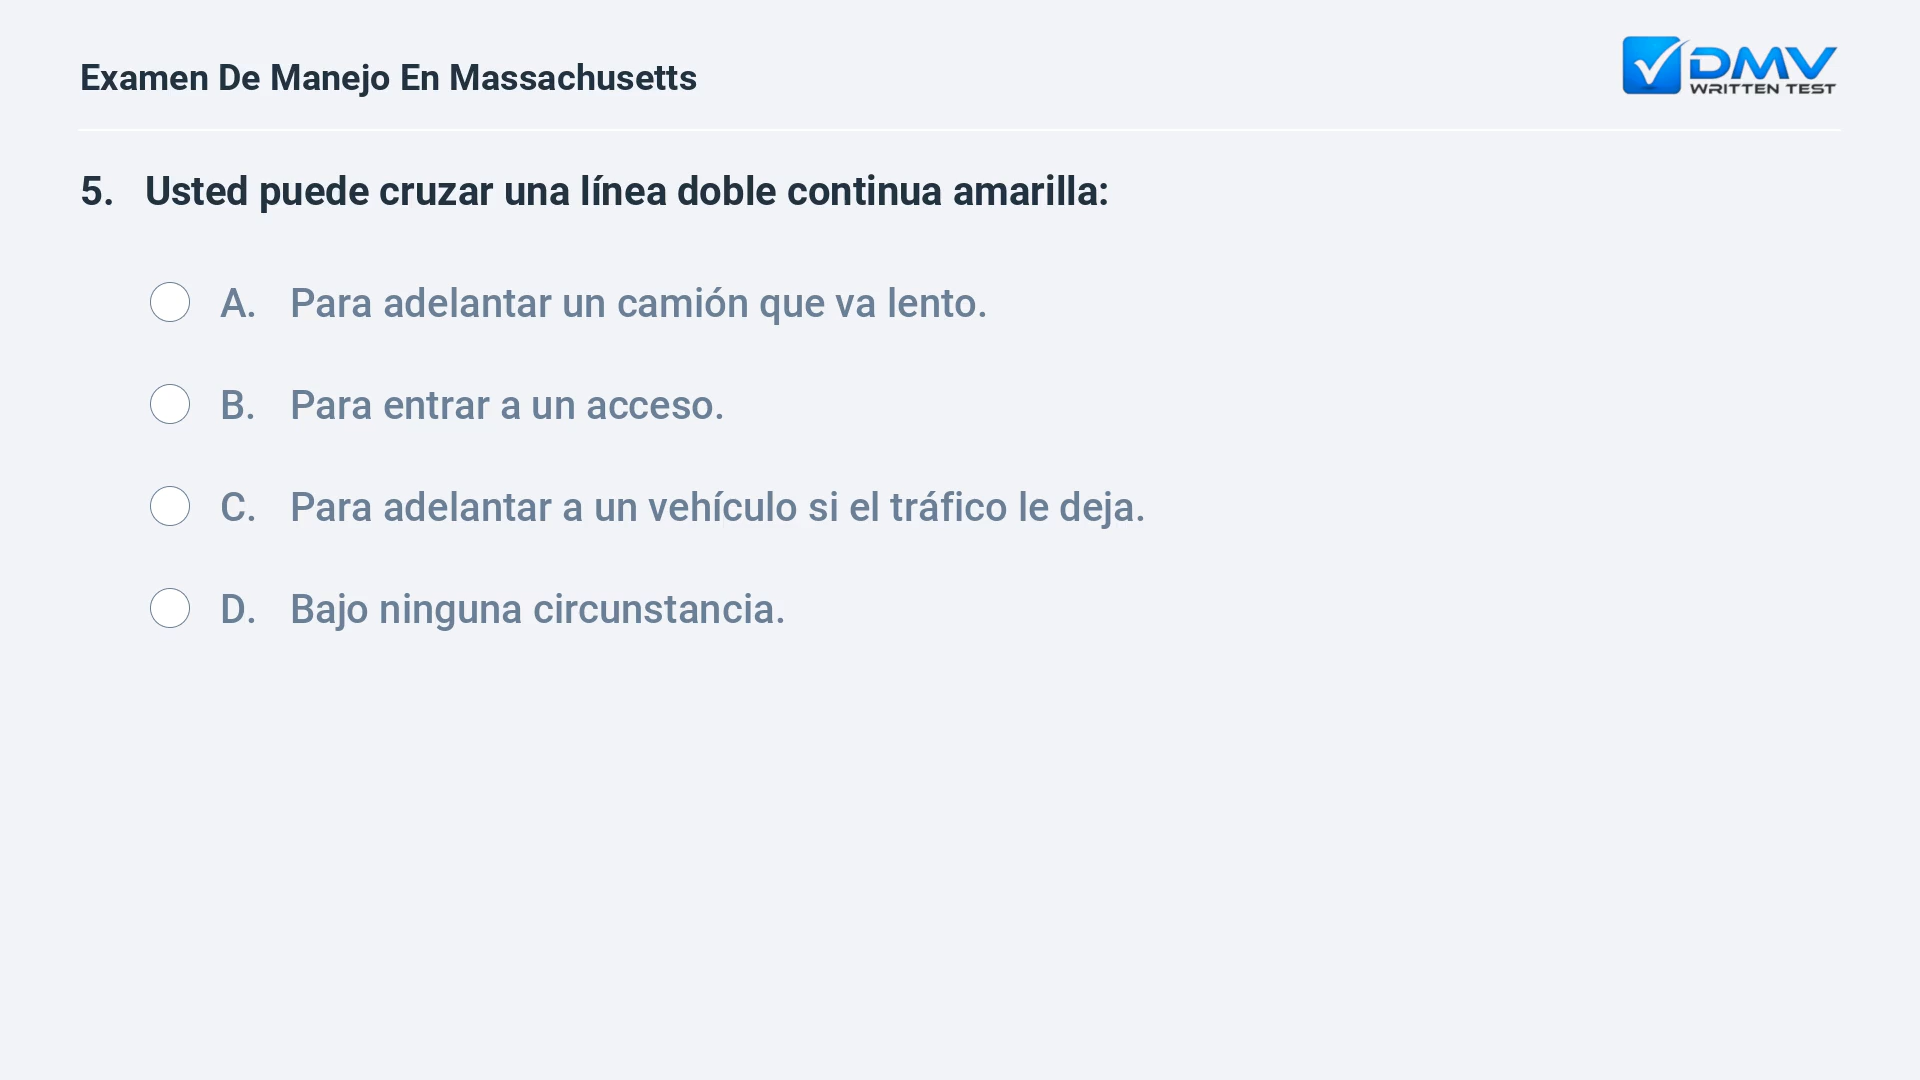 Examen De Manejo En Massachusetts
DMV
WRITTEN TEST
5. Usted puede cruzar una línea doble continua amarilla:
A. Para adelantar un camión que va lento.
B. Para entrar a un acceso.
C. Para adelantar a un vehículo si el tráfico le deja.
D. Bajo ninguna circunstancia.